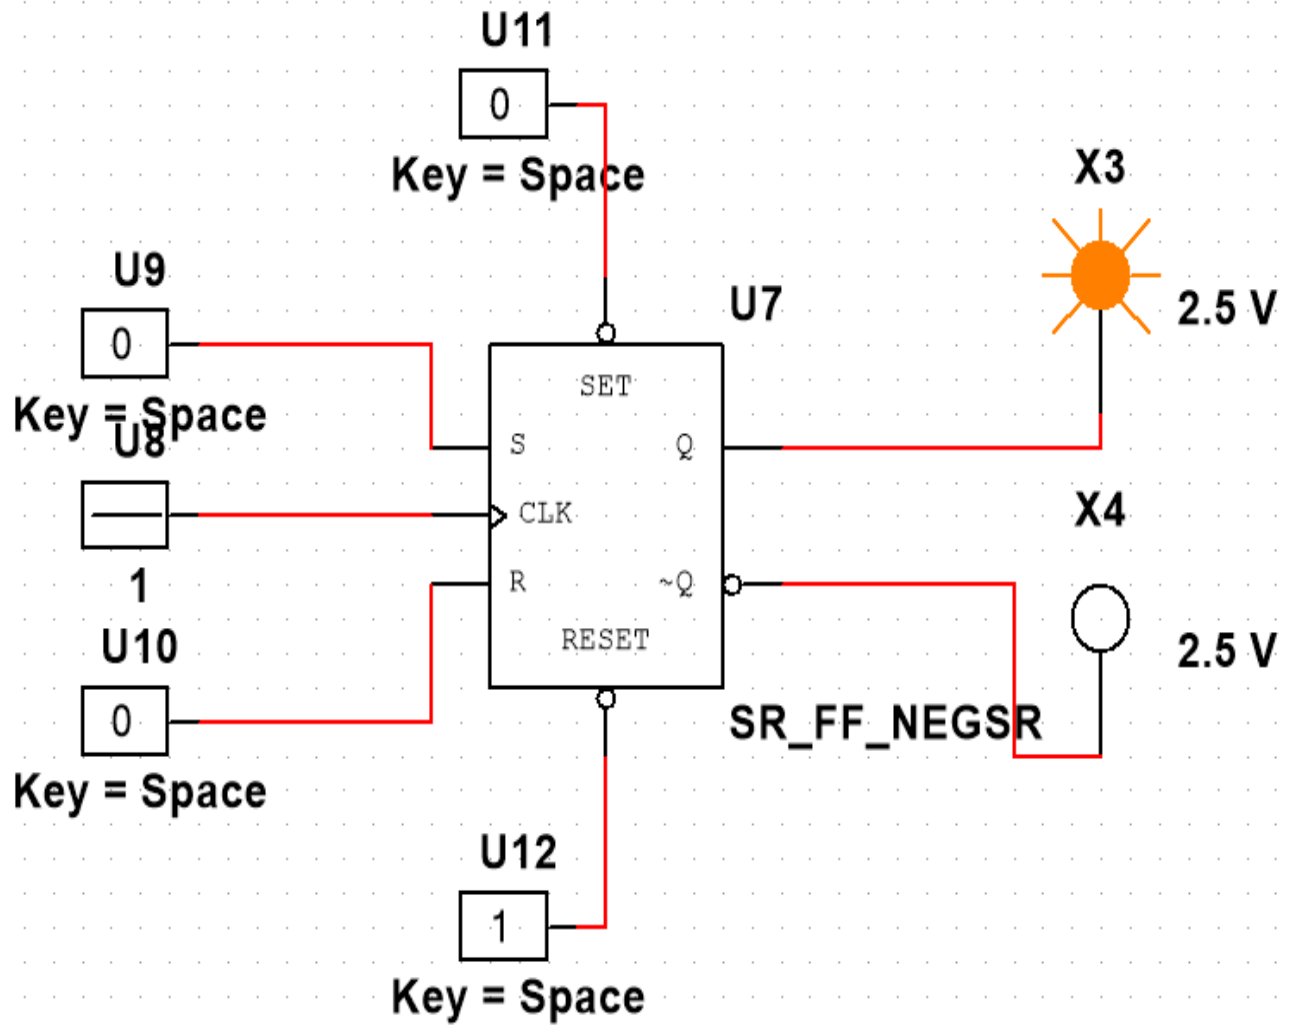 U11
0
Key = Space
X3
U9
0
2.5 V
U7
SET
Key = Space
U8
S
Q
CLK
X4
1
R
~Q
RESET
U10
0
2.5 V
SR_FF_NEGSR
Key = Space
U12
1
Key = Space